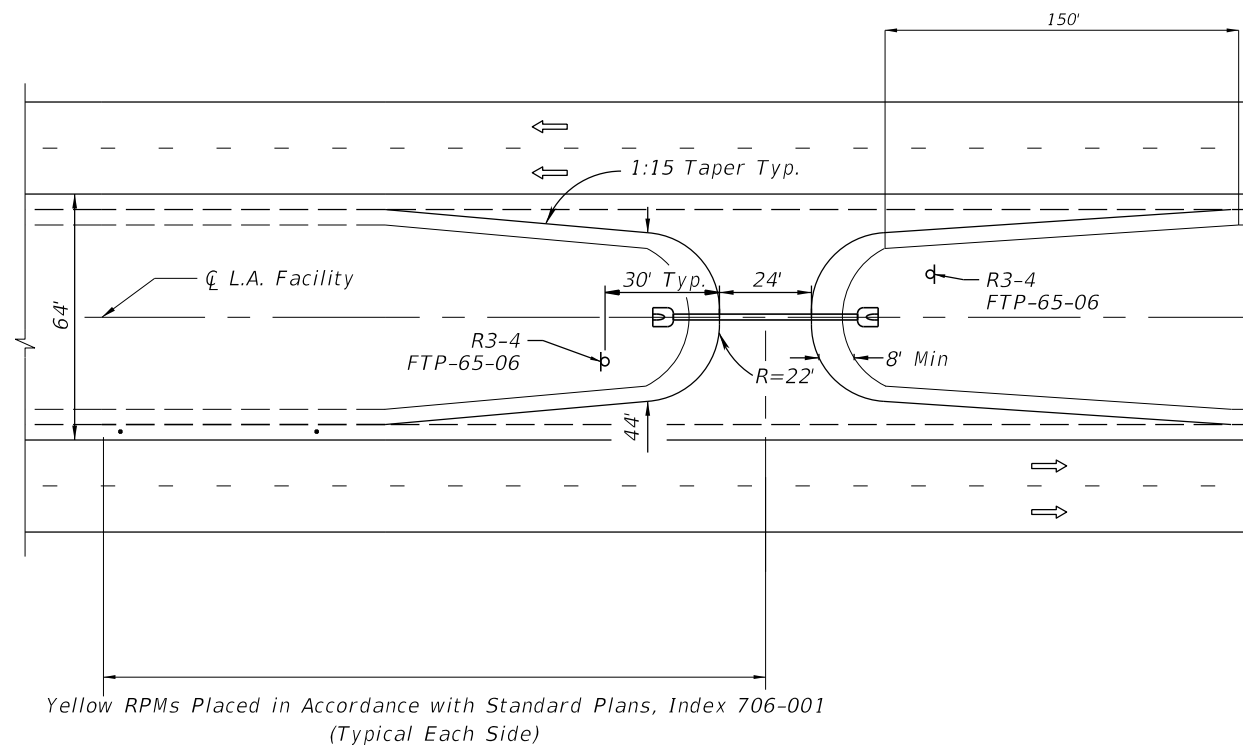 150'
1:15 Taper Typ.
℄ L.A. Facility
64'
30' Typ.
24'
R3-4
FTP-65-06
R3-4
FTP-65-06
8' Min
R=22'
44'
Yellow RPMs Placed in Accordance with Standard Plans, Index 706-001
(Typical Each Side)